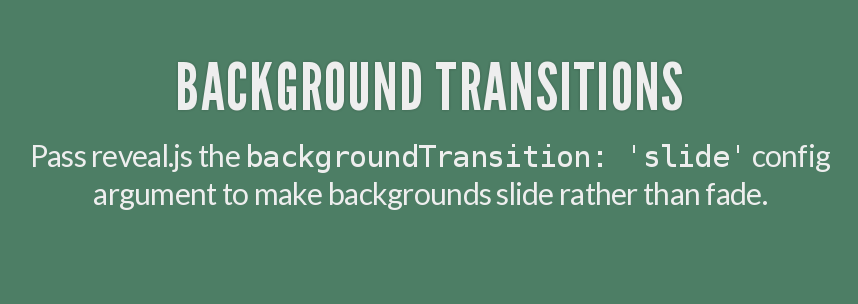 BACKGROUND TRANSITIONS
Pass reveal.js the backgroundTransition: 'slide' config
argument to make backgrounds slide rather than fade.